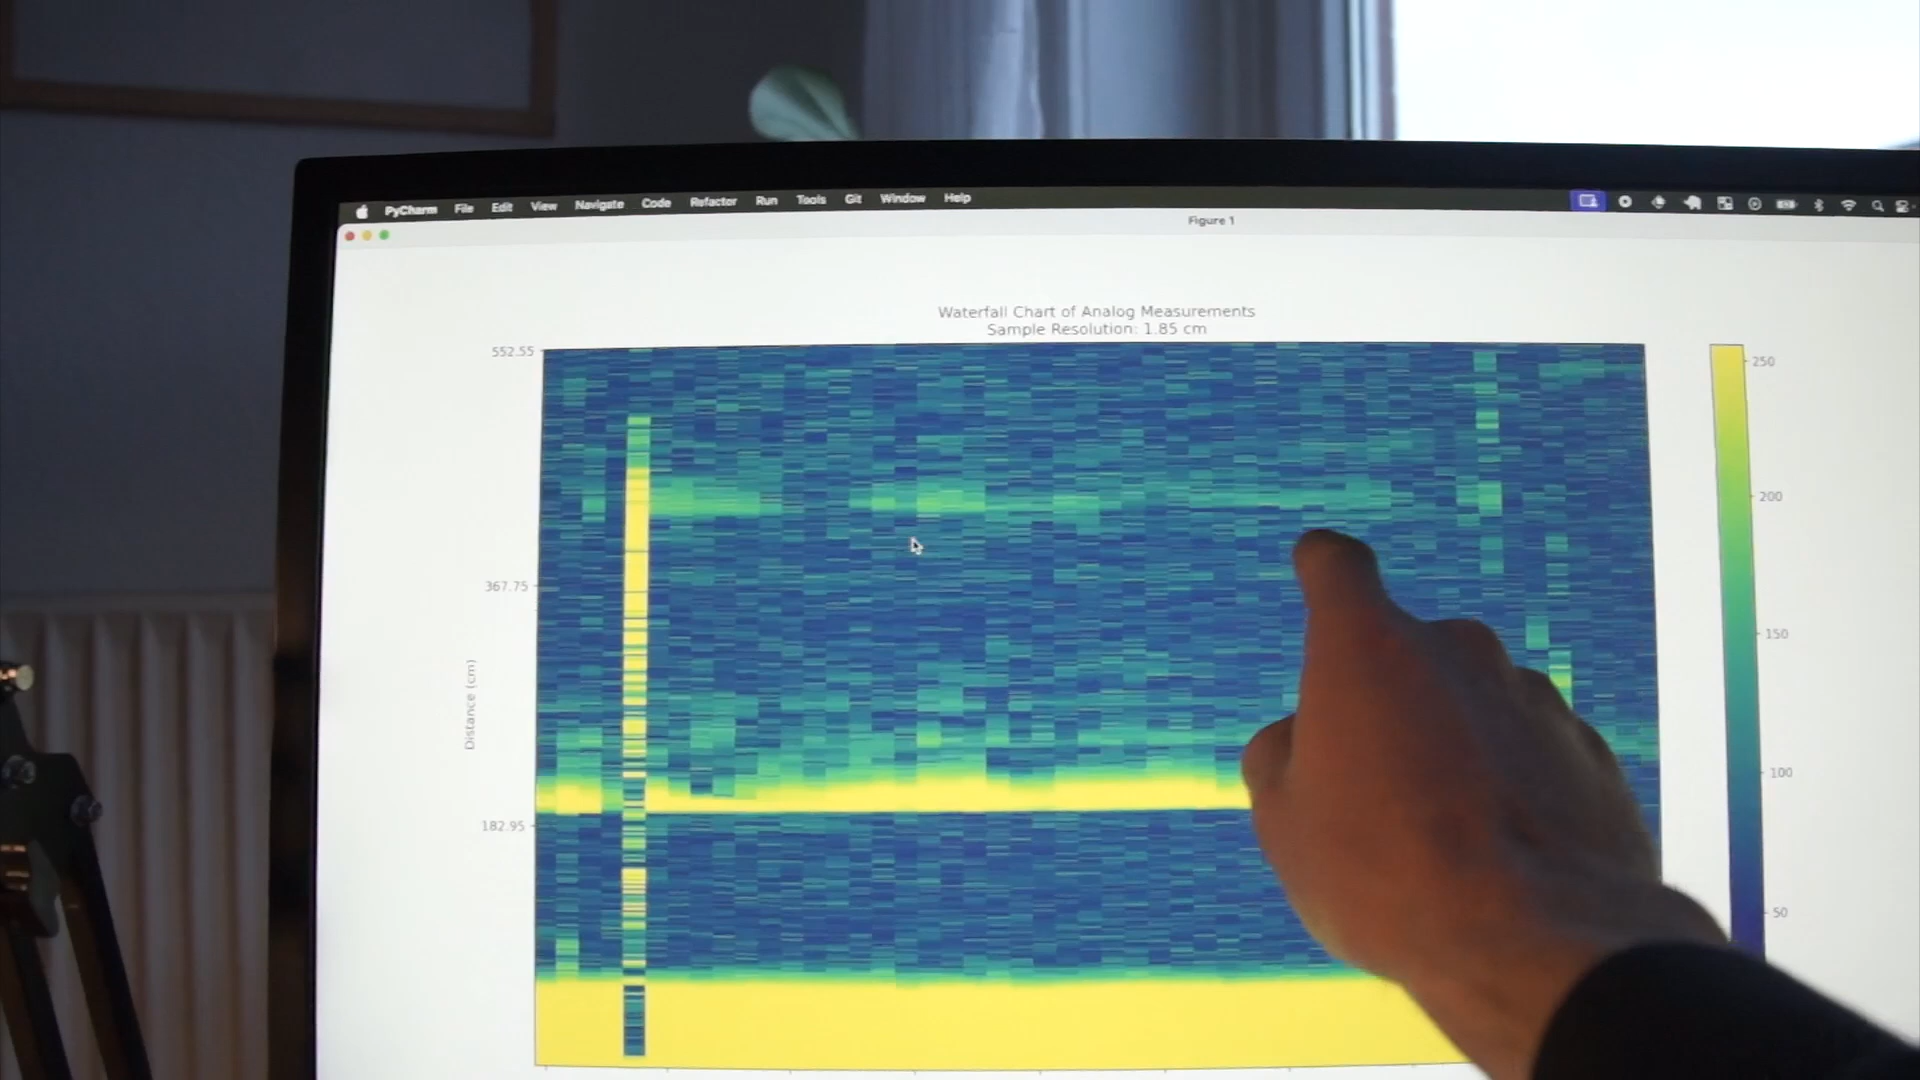 PyCharm File Edit View Navigate Code Refactor Run Tools Git Window Help
Figure 1
Waterfall Chart of Analog Measurements
Sample Resolution: 1.85 cm
552.55
367.75
182.95
Distance (cm)
250
200
150
100
50